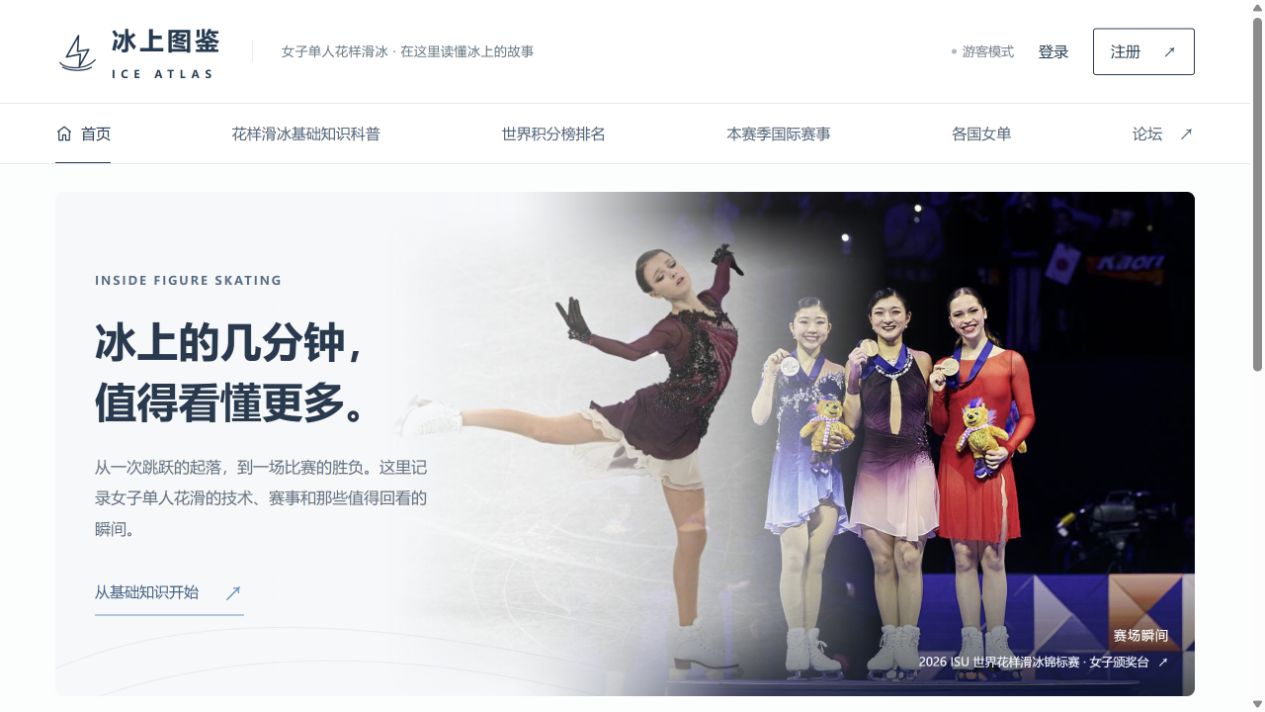 冰上图鉴
ICE ATLAS
女子单人花样滑冰 · 在这里读懂冰上的故事
游客模式
登录
注册
首页
花样滑冰基础知识科普
世界积分榜排名
本赛季国际赛事
各国女单
论坛
INSIDE FIGURE SKATING
冰上的几分钟，
值得看懂更多。
从一次跳跃的起落，到一场比赛的胜负。这里记
录女子单人花滑的技术、赛事和那些值得回看的
瞬间。
从基础知识开始
Kaori
赛场瞬间
2026 ISU 世界花样滑冰锦标赛 · 女子颁奖台